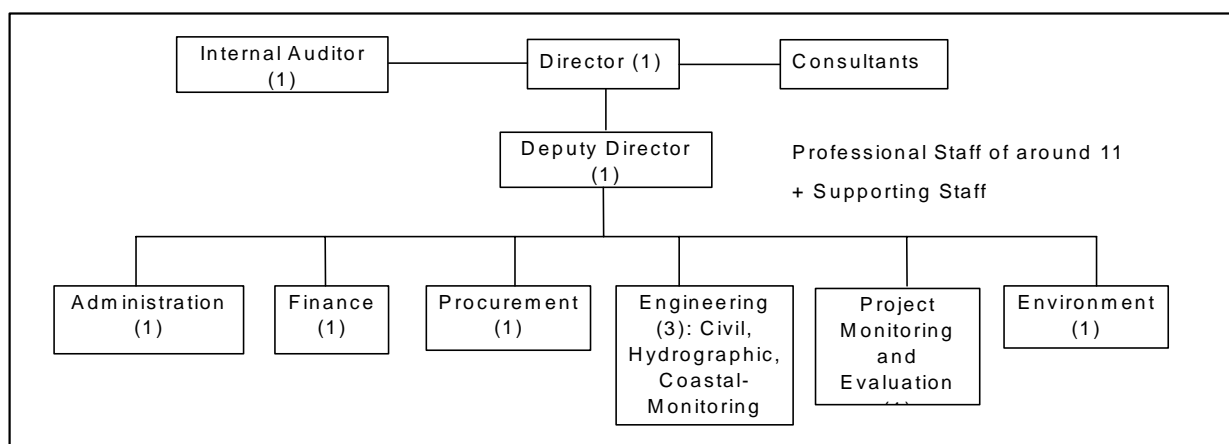 Internal Auditor
(1)
Director (1)
Consultants
Deputy Director
(1)
Professional Staff of around 11
+ Supporting Staff
Administration
(1)
Finance
(1)
Procurement
(1)
Engineering
(3): Civil,
Hydrographic,
Coastal-
Monitoring
Project
Monitoring
and
Evaluation
(1)
Environment
(1)